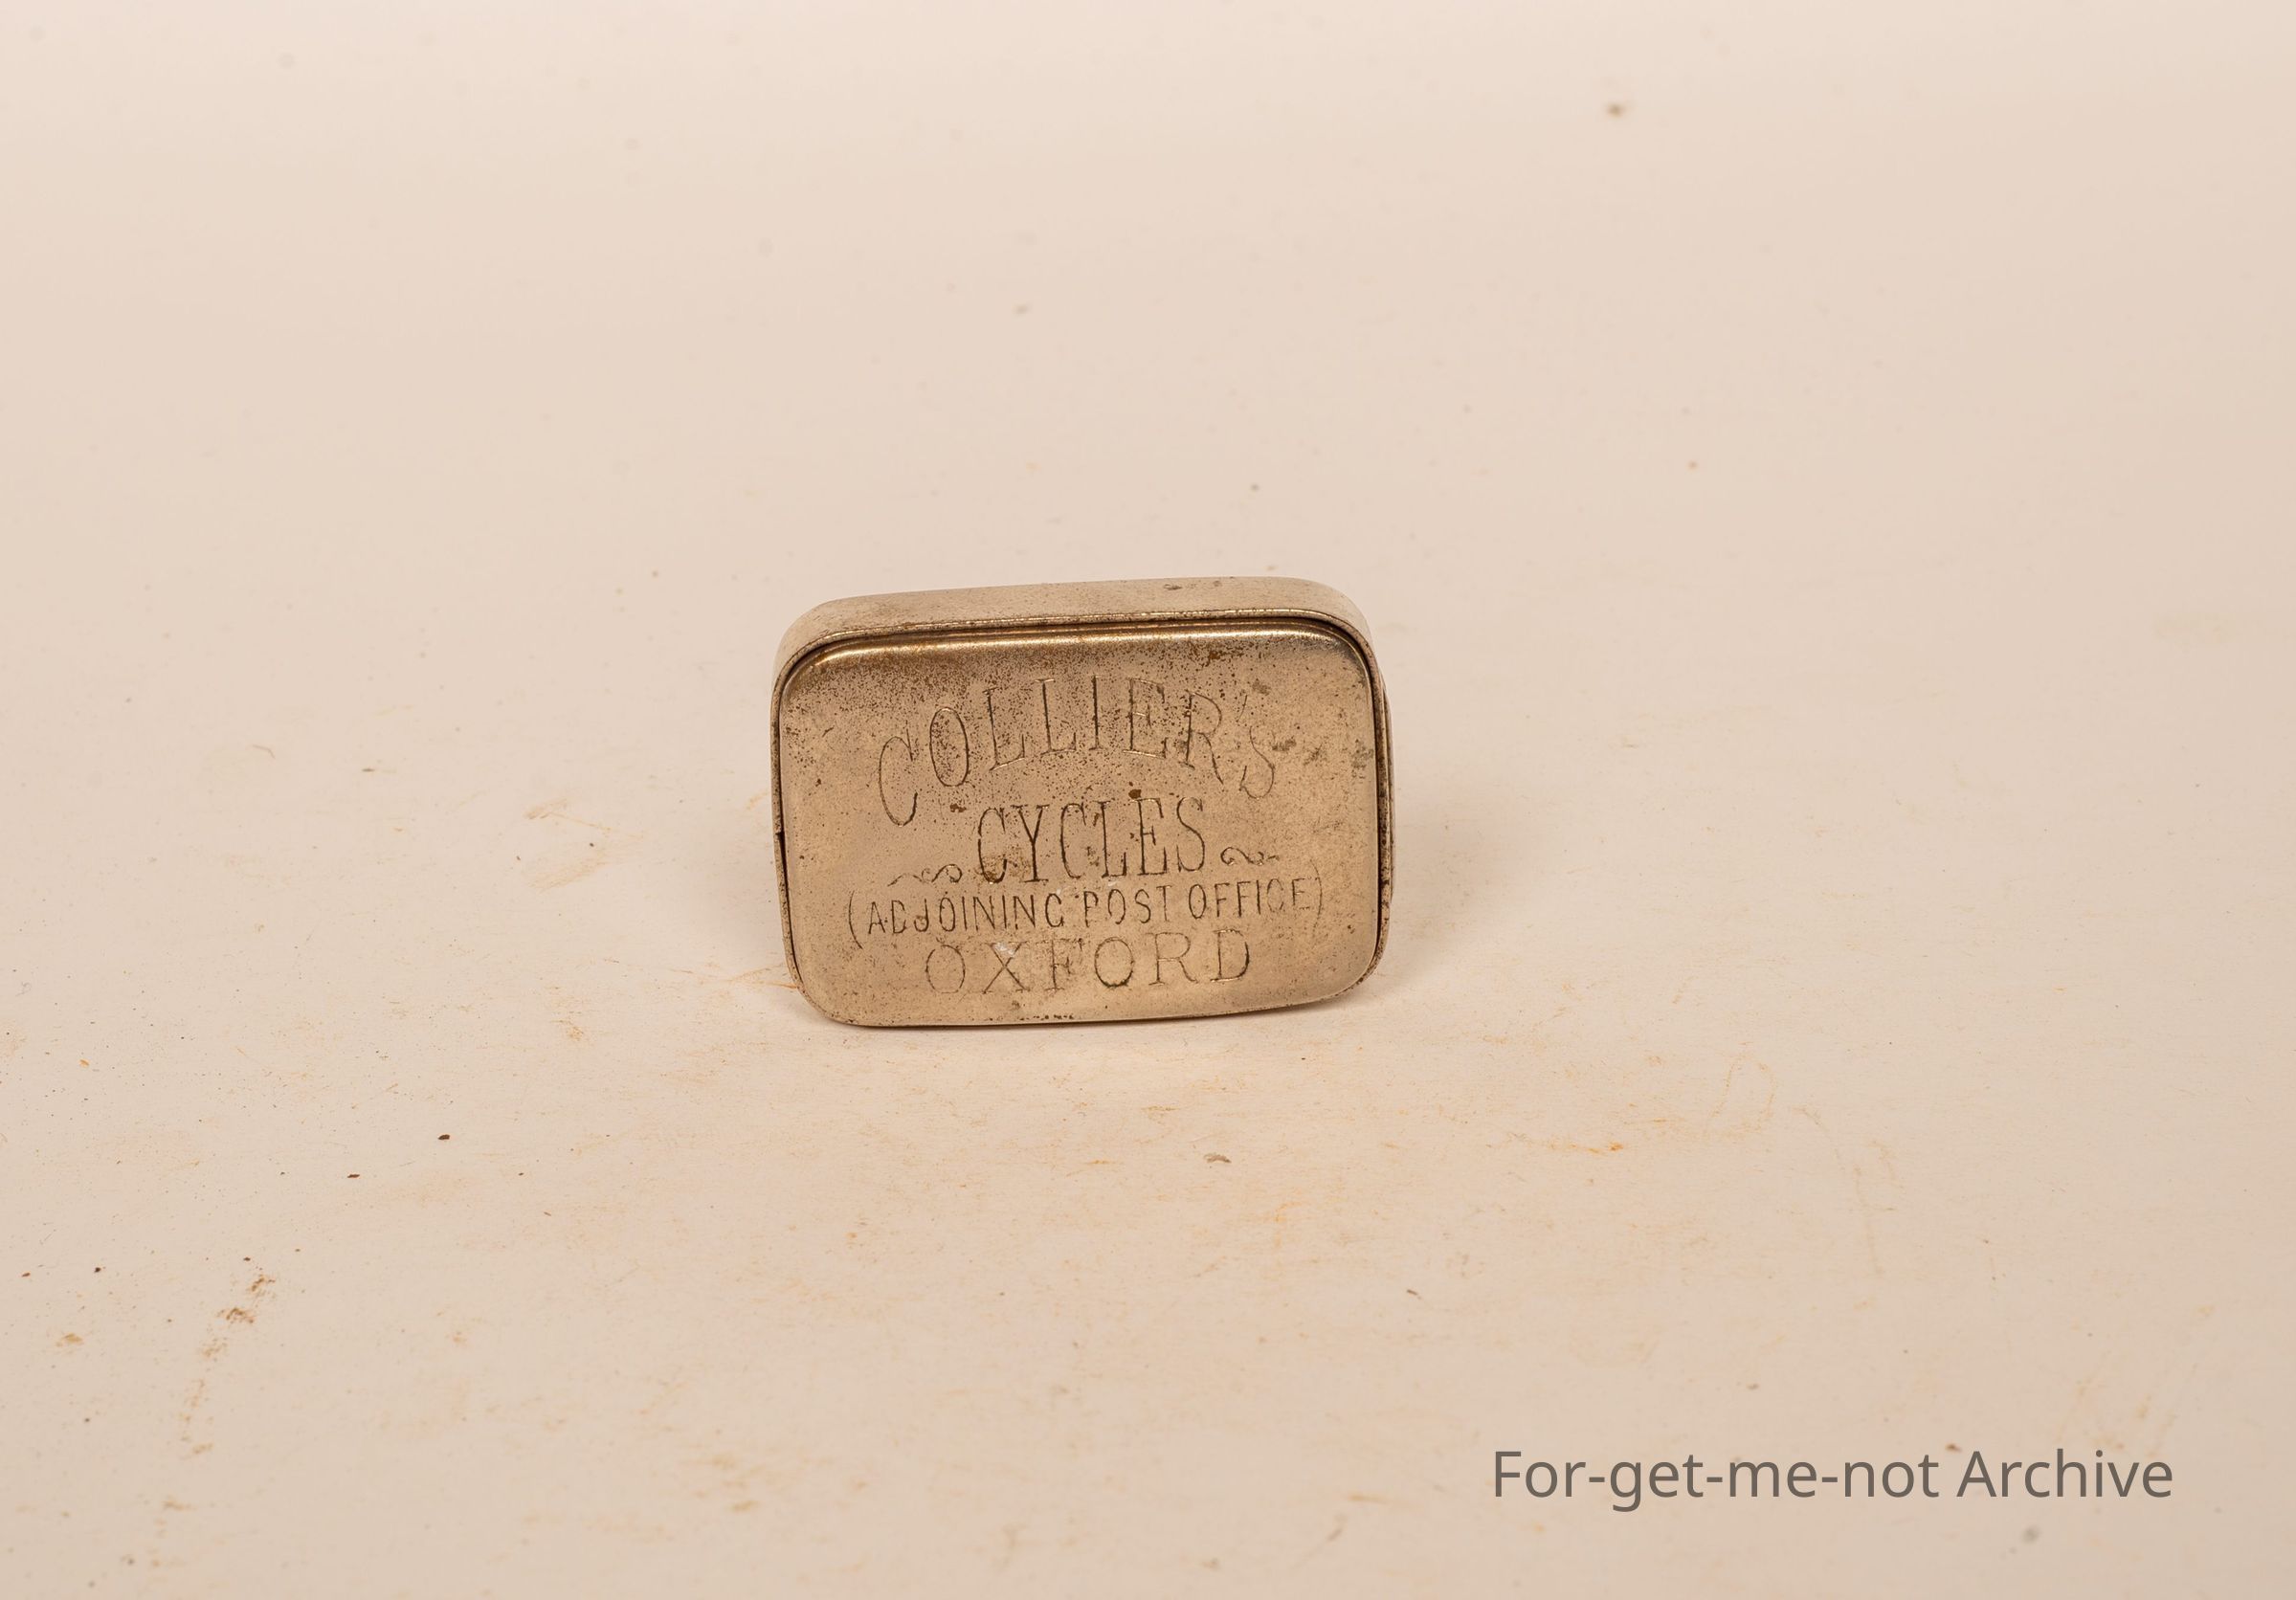 COLLIER'S
CYCLES
(ADJOINING POST OFFICE)
OXFORD
For-get-me-not Archive